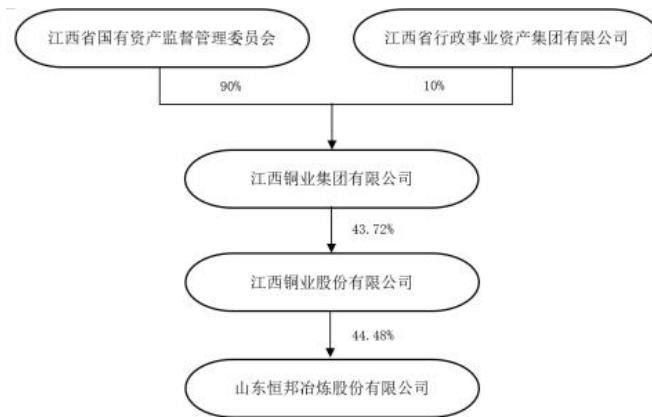 江西省国有资产监督管理委员会
江西省行政事业资产集团有限公司
90%
10%
江西铜业集团有限公司
43.72%
江西铜业股份有限公司
44.48%
山东恒邦冶炼股份有限公司